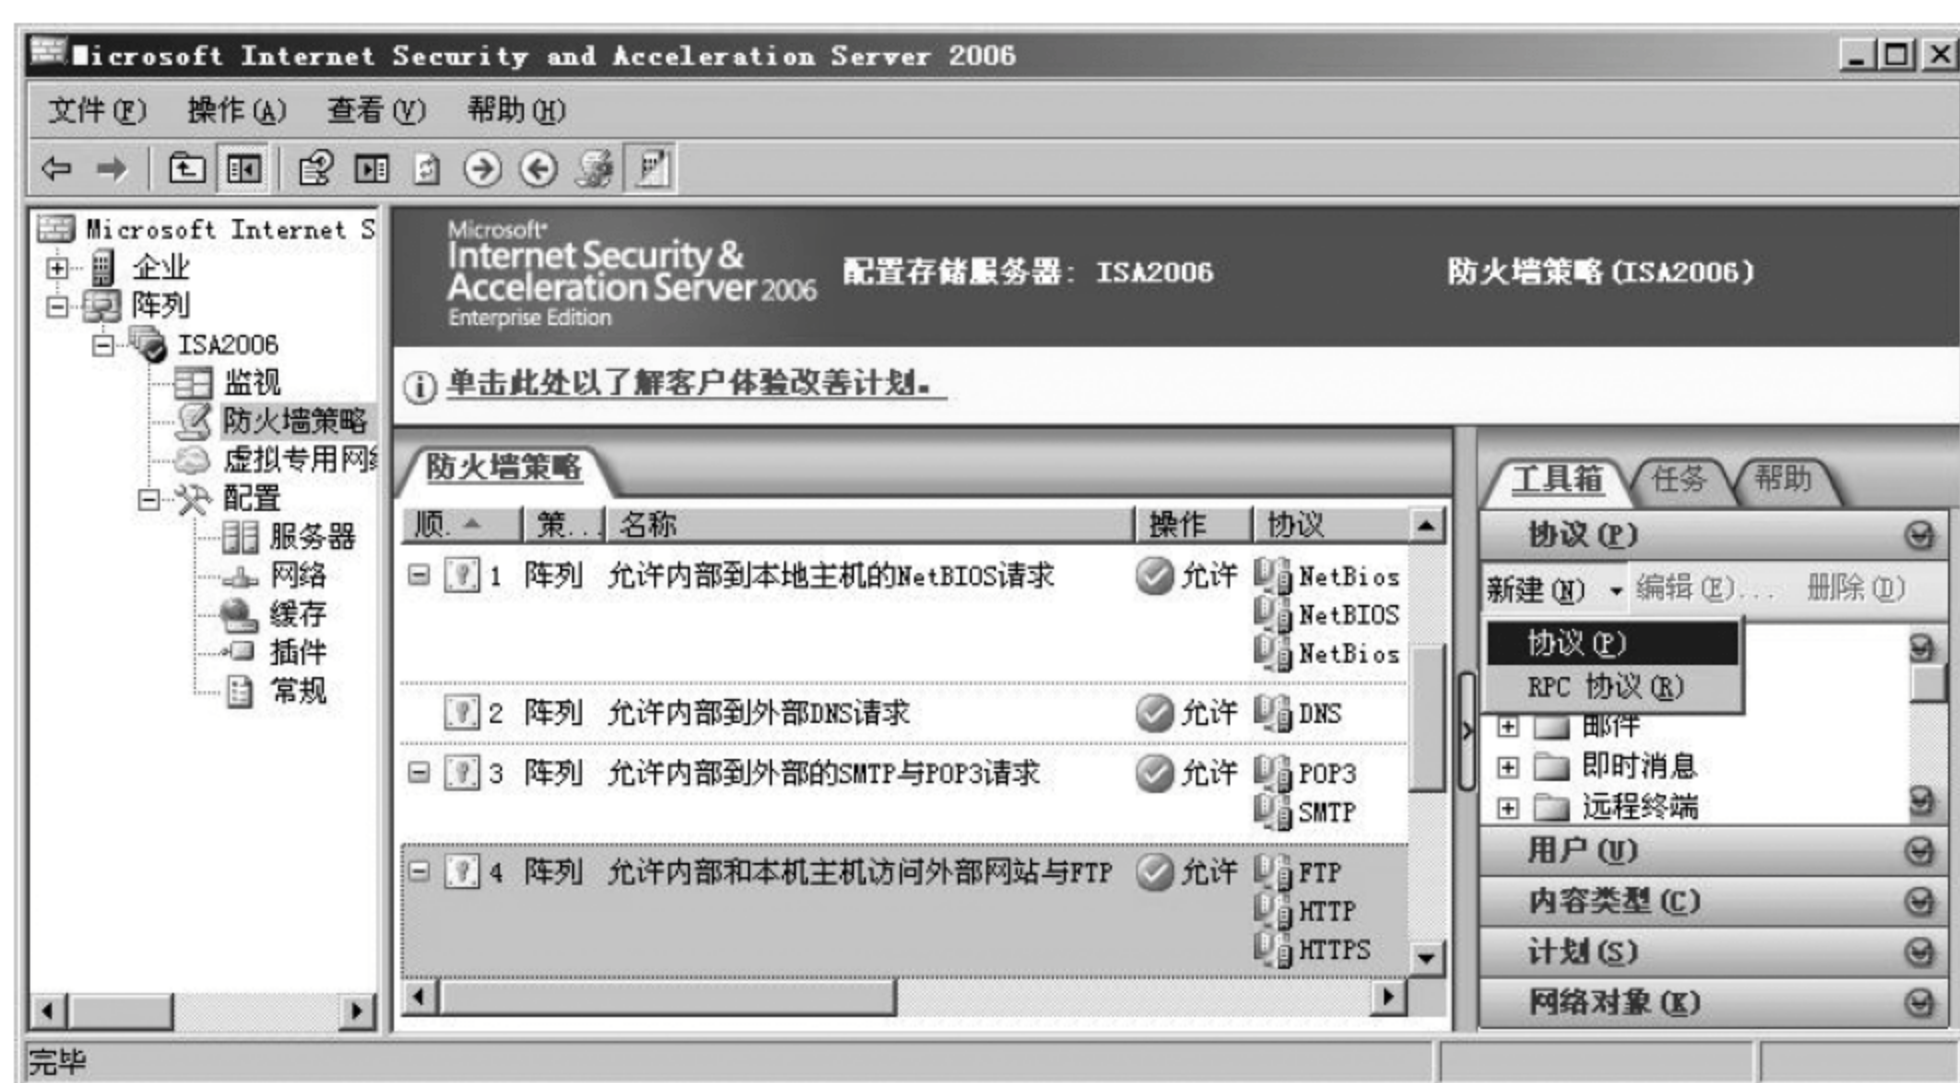 Microsoft Internet Security and Acceleration Server 2006
文件(F) 操作(A) 查看(V) 帮助(H)
Microsoft Internet S
企业
阵列
ISA2006
监视
防火墙策略
虚拟专用网络
配置
服务器
网络
缓存
插件
常规
Microsoft
Internet Security &
Acceleration Server 2006
Enterprise Edition
配置存储服务器: ISA2006
防火墙策略(ISA2006)
单击此处以了解客户体验改善计划。
防火墙策略
顺. 策... 名称 操作 协议
1 阵列 允许内部到本地主机的NetBIOS请求 允许 NetBios
NetBIOS
NetBios
2 阵列 允许内部到外部DNS请求 允许 DNS
3 阵列 允许内部到外部的SMTP与POP3请求 允许 POP3
SMTP
4 阵列 允许内部和本机主机访问外部网站与FTP 允许 FTP
HTTP
HTTPS
工具箱 任务 帮助
协议(P)
新建(N) 编辑(E)... 删除(D)
协议(P)
RPC 协议(R)
邮件
即时消息
远程终端
用户(U)
内容类型(C)
计划(S)
网络对象(K)
完毕